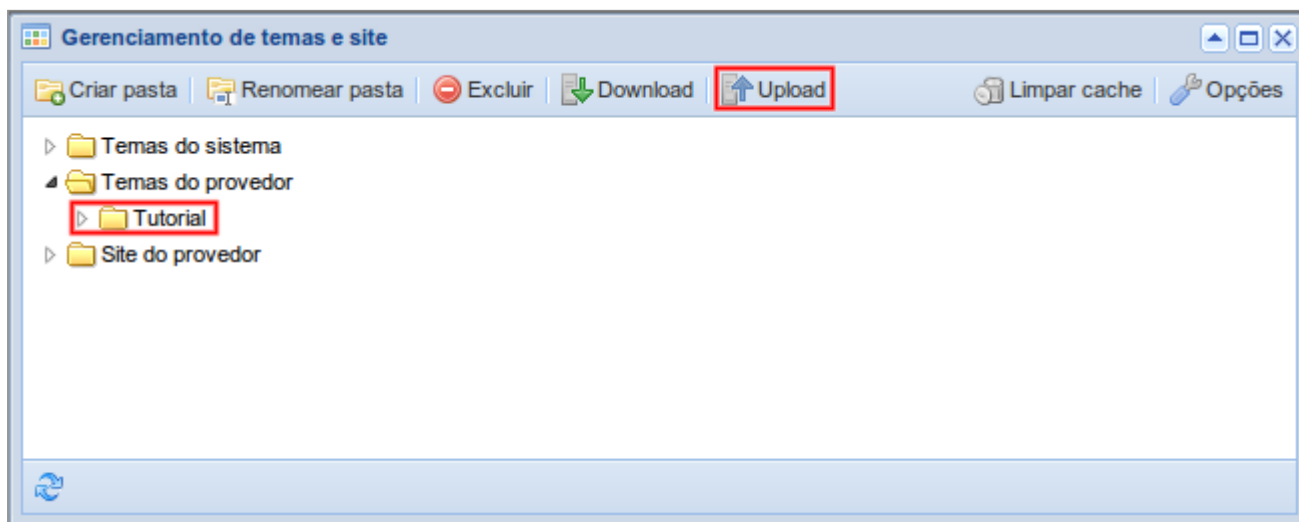 Gerenciamento de temas e site
Criar pasta Renomear pasta Excluir Download Upload Limpar cache Opções
Temas do sistema
Temas do provedor
Tutorial
Site do provedor